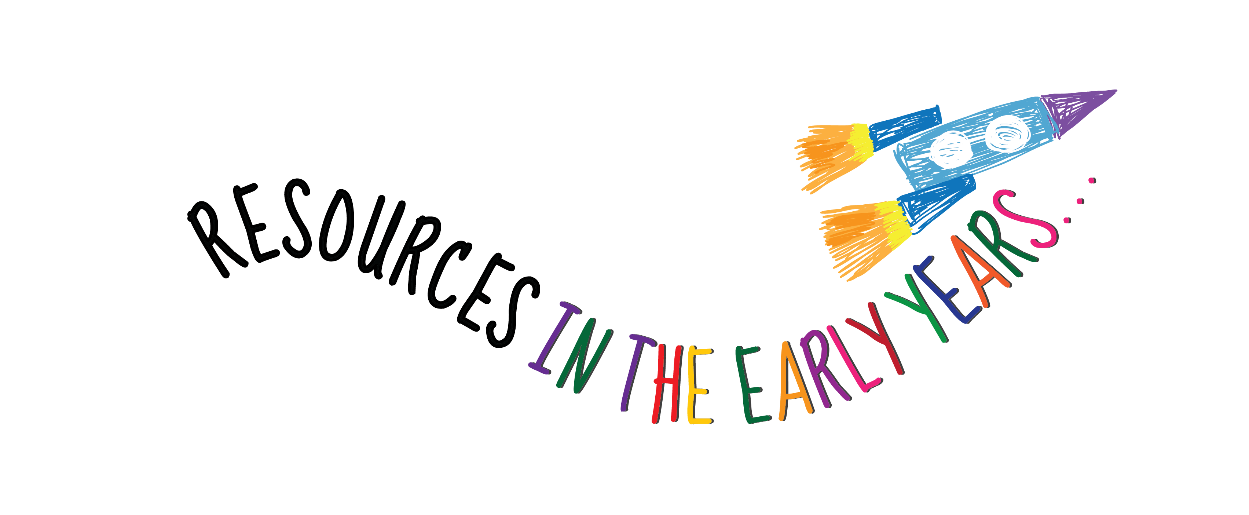 RESOURCES IN THE EARLY YEARS...